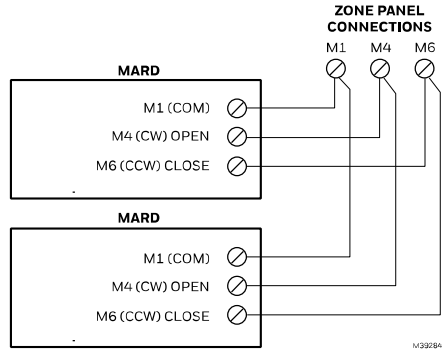 ZONE PANEL
CONNECTIONS
M1 M4 M6
MARD
M1 (COM)
M4 (CW) OPEN
M6 (CCW) CLOSE
MARD
M1 (COM)
M4 (CW) OPEN
M6 (CCW) CLOSE
M39284